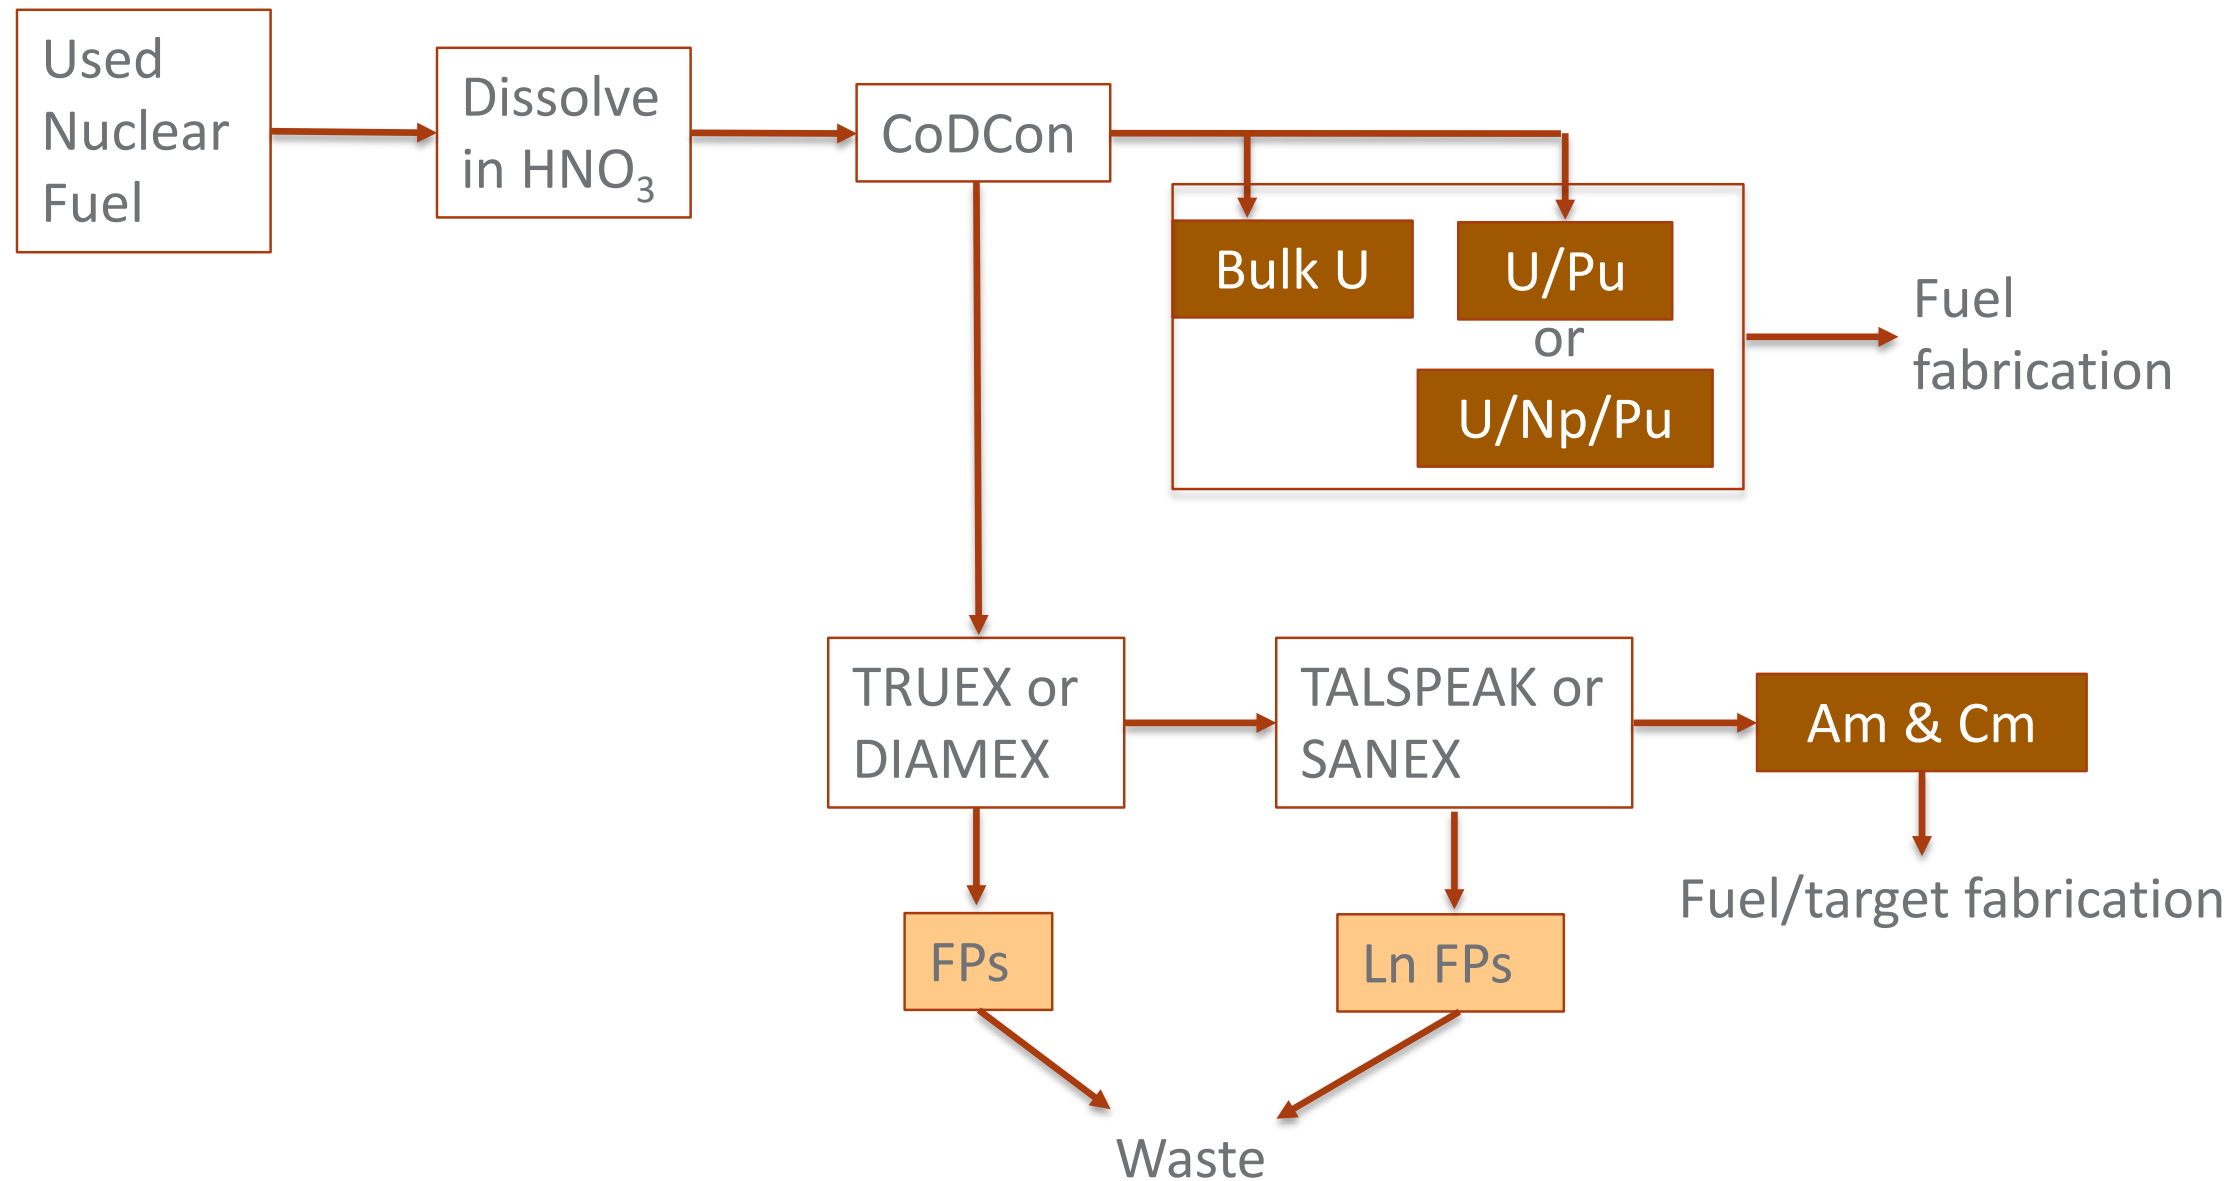 Used
Nuclear
Fuel
Dissolve
in HNO₃
CoDCon
Bulk U
U/Pu
or
U/Np/Pu
Fuel
fabrication
TRUEX or
DIAMEX
TALSPEAK or
SANEX
Am & Cm
Fuel/target fabrication
FPs
Ln FPs
Waste